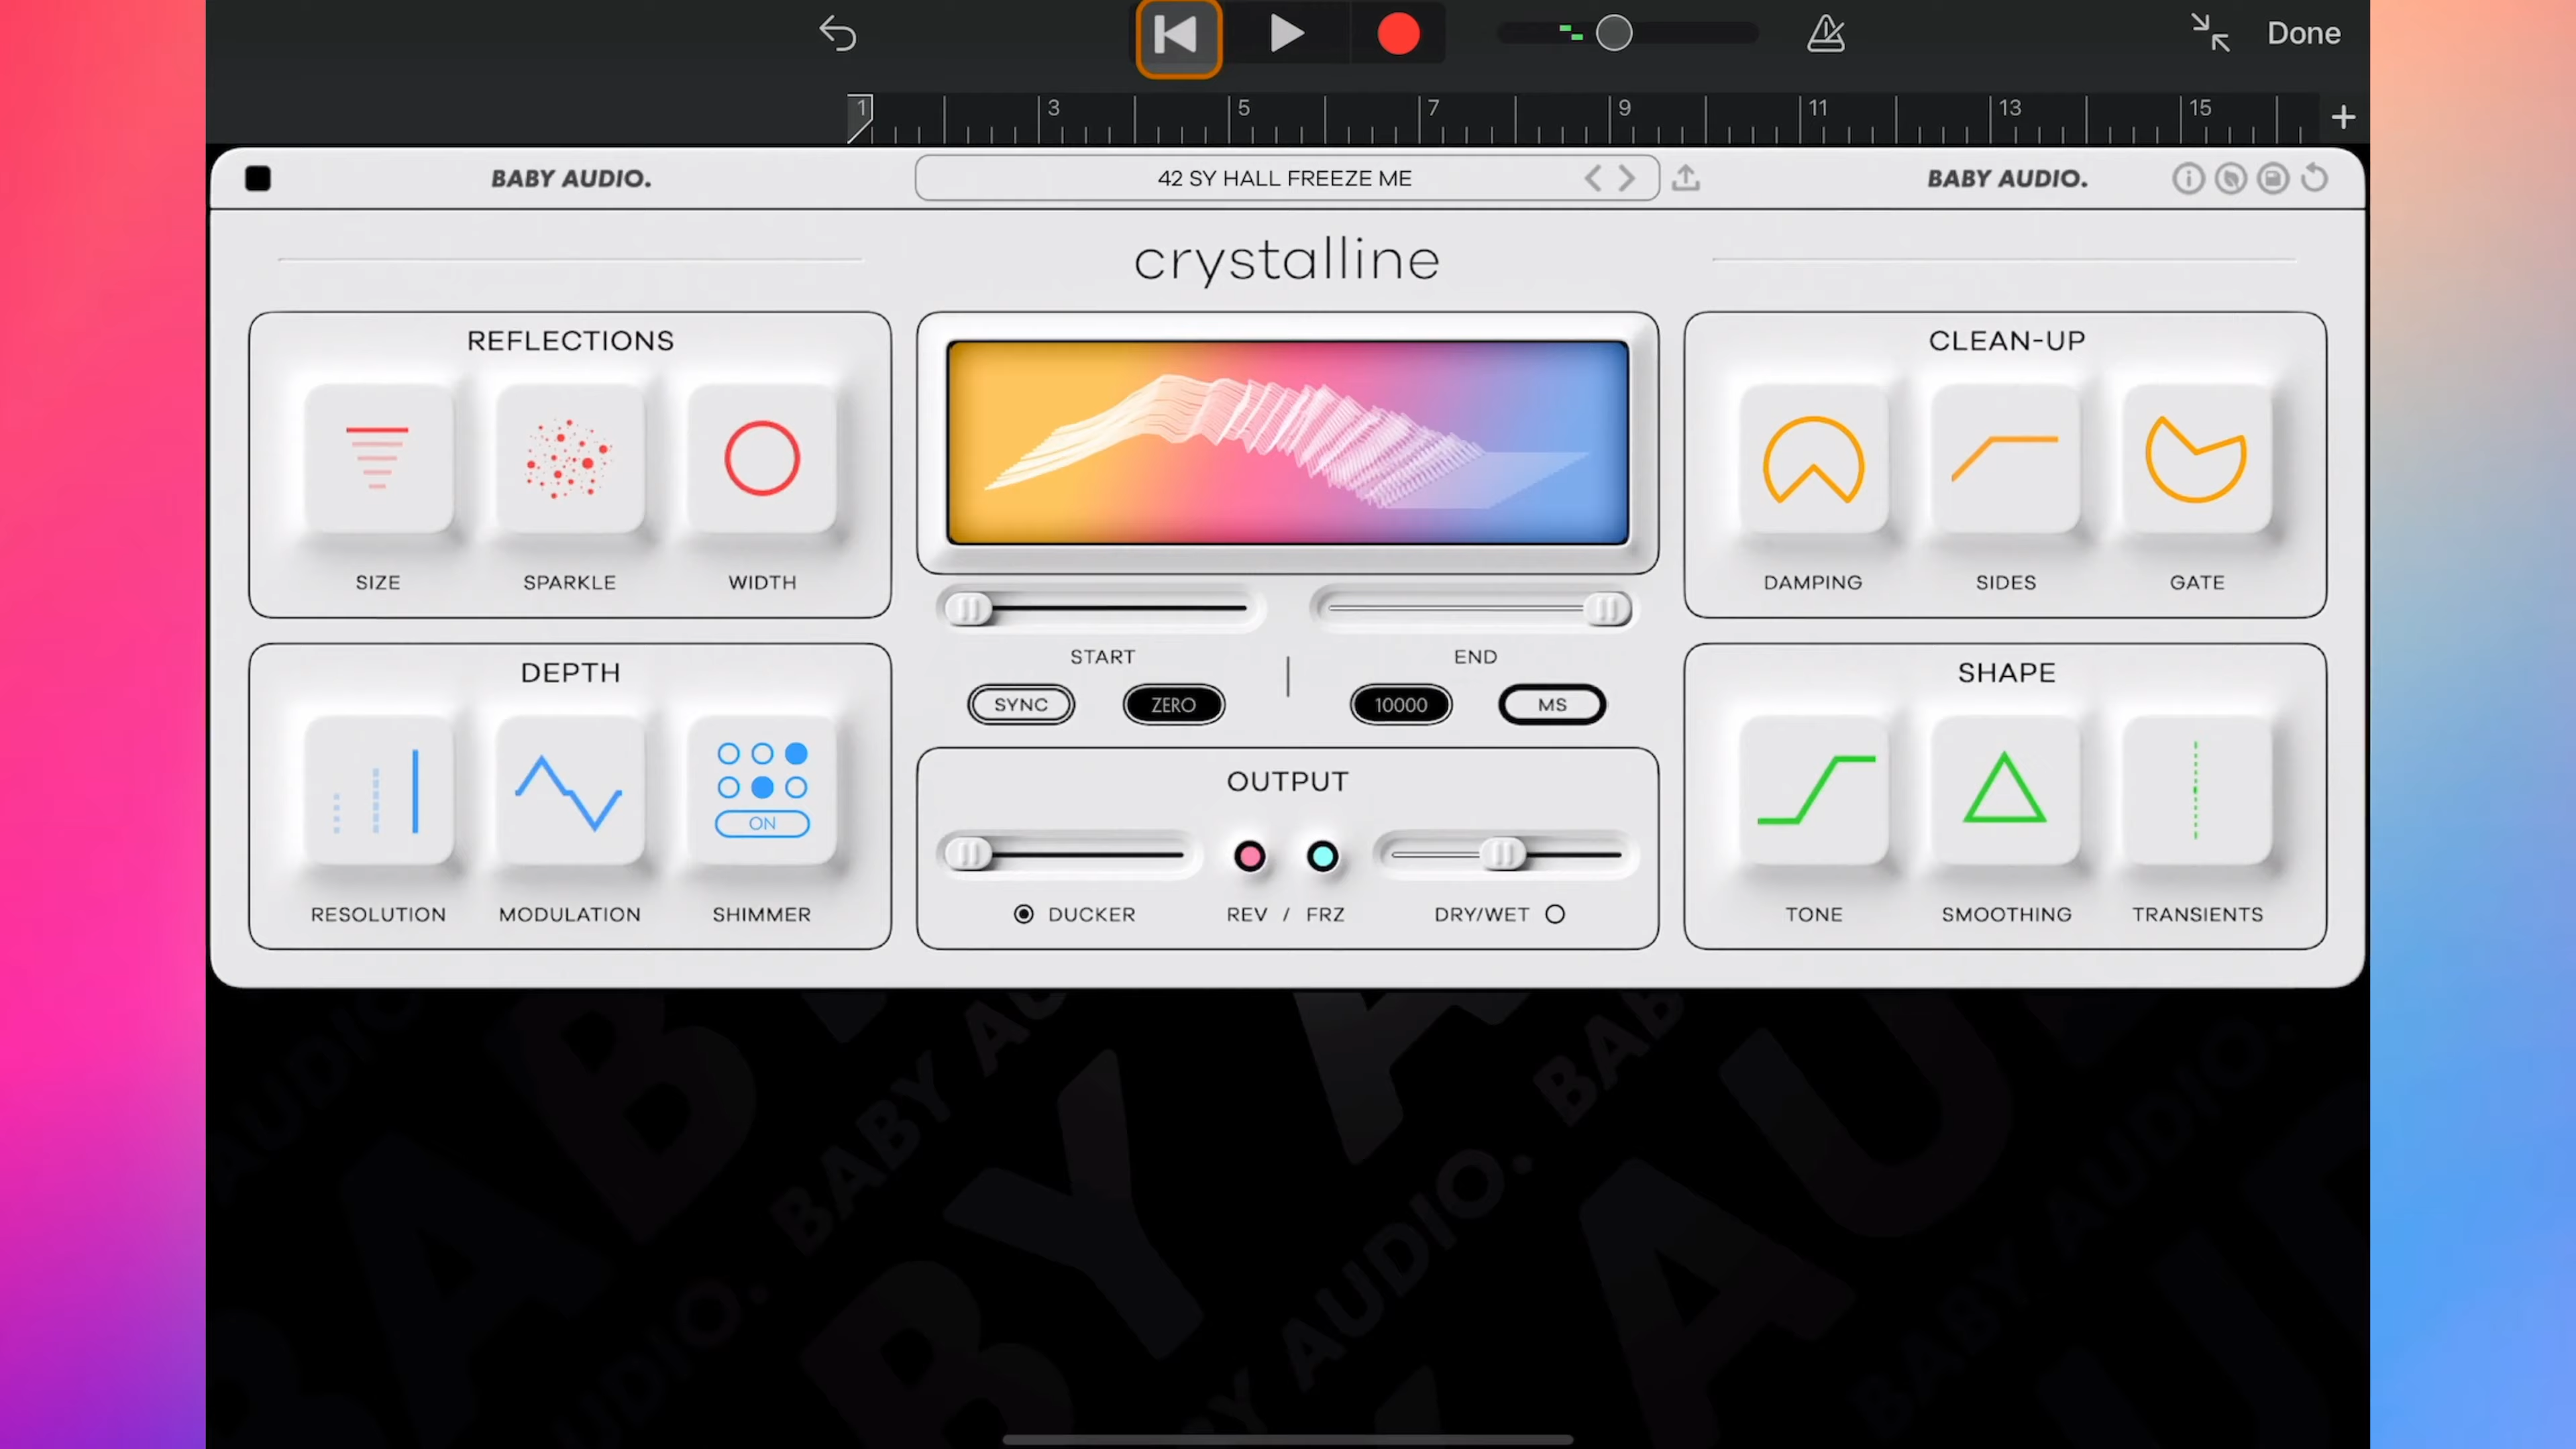 Done
1 3 5 7 9 11 13 15
BABY AUDIO.
42 SY HALL FREEZE ME
BABY AUDIO.
crystalline
REFLECTIONS
SIZE
SPARKLE
WIDTH
CLEAN-UP
DAMPING
SIDES
GATE
START
END
SYNC
ZERO
10000
MS
DEPTH
ON
RESOLUTION
MODULATION
SHIMMER
OUTPUT
DUCKER
REV / FRZ
DRY/WET
SHAPE
TONE
SMOOTHING
TRANSIENTS
BABY AUDIO.